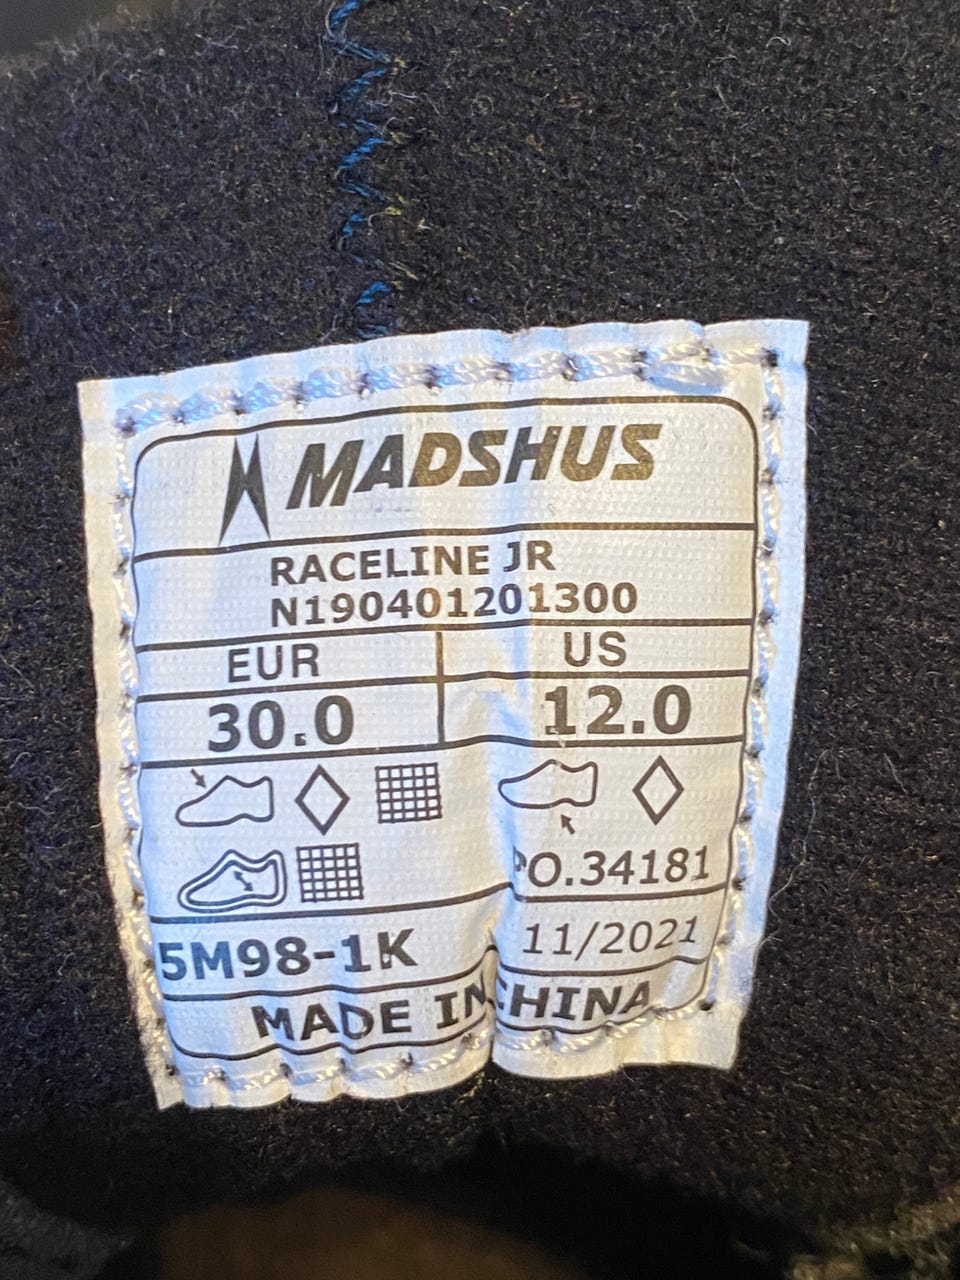 MADSHUS
RACELINE JR
N190401201300
EUR US
30.0 12.0
PO.34181
5M98-1K 11/2021
MADE IN CHINA